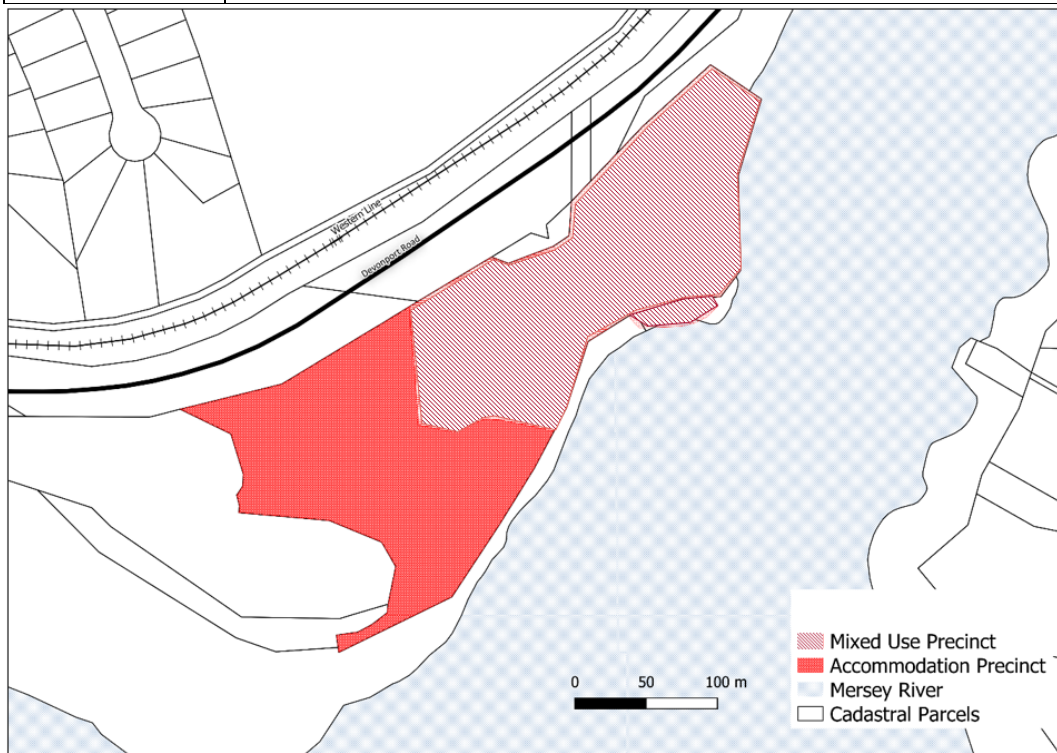 Western Line
Devonport Road
Mixed Use Precinct
Accommodation Precinct
Mersey River
Cadastral Parcels
0 50 100 m